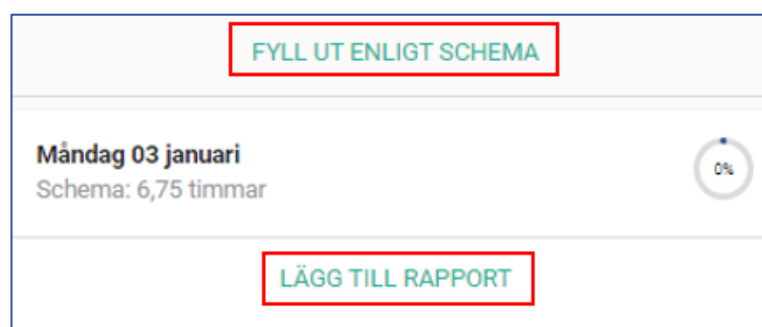 FYLL UT ENLIGT SCHEMA
Måndag 03 januari
0%
Schema: 6,75 timmar
LÄGG TILL RAPPORT